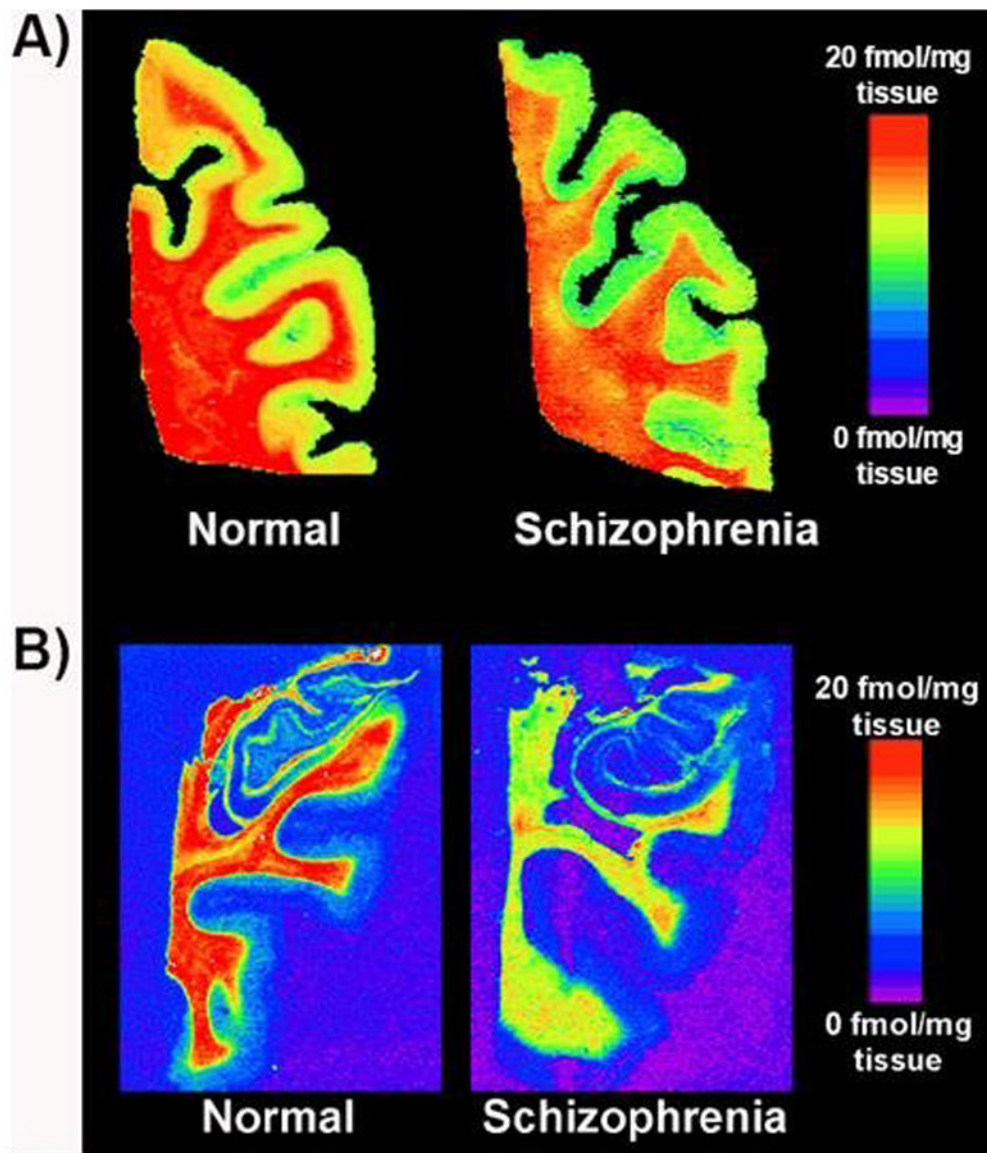 A)
20 fmol/mg
tissue
0 fmol/mg
tissue
Normal
Schizophrenia
B)
20 fmol/mg
tissue
0 fmol/mg
tissue
Normal
Schizophrenia